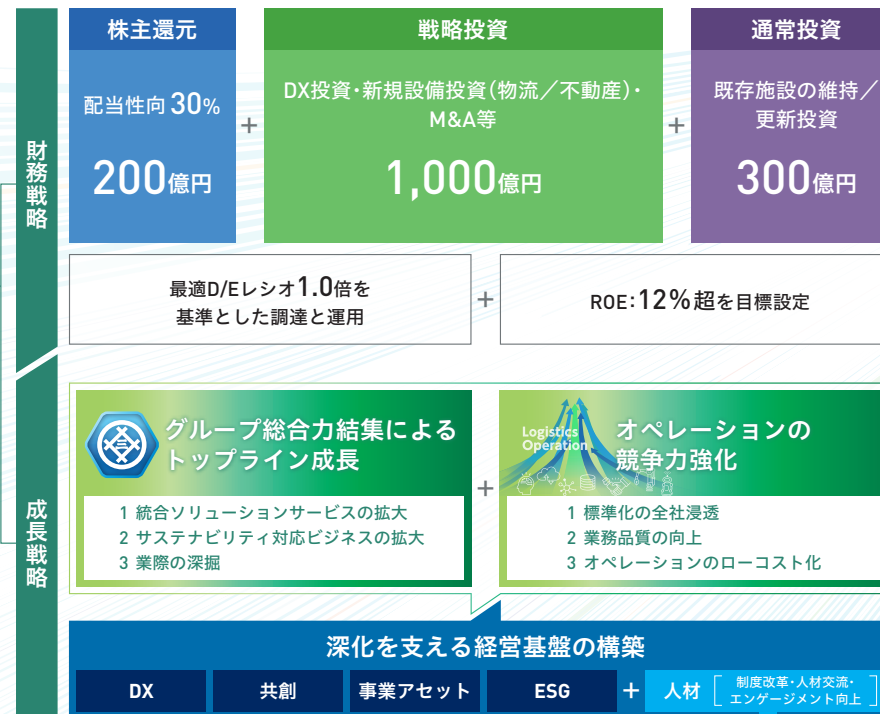 財務戦略
株主還元
配当性向 30%
200億円
+
戦略投資
DX投資・新規設備投資(物流／不動産)・
M&A等
1,000億円
+
通常投資
既存施設の維持／
更新投資
300億円
最適D/Eレシオ1.0倍を
基準とした調達と運用
+
ROE：12%超を目標設定
成長戦略
グループ総合力結集による
トップライン成長
1 統合ソリューションサービスの拡大
2 サステナビリティ対応ビジネスの拡大
3 業際の深掘
+
Logistics
Operation
オペレーションの
競争力強化
1 標準化の全社浸透
2 業務品質の向上
3 オペレーションのローコスト化
深化を支える経営基盤の構築
DX
共創
事業アセット
ESG
+
人材
制度改革・人材交流・
エンゲージメント向上